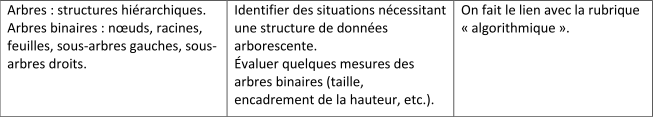 Arbres : structures hiérarchiques.
Arbres binaires : nœuds, racines,
feuilles, sous-arbres gauches, sous-
arbres droits.
Identifier des situations nécessitant
une structure de données
arborescente.
Évaluer quelques mesures des
arbres binaires (taille,
encadrement de la hauteur, etc.).
On fait le lien avec la rubrique
« algorithmique ».